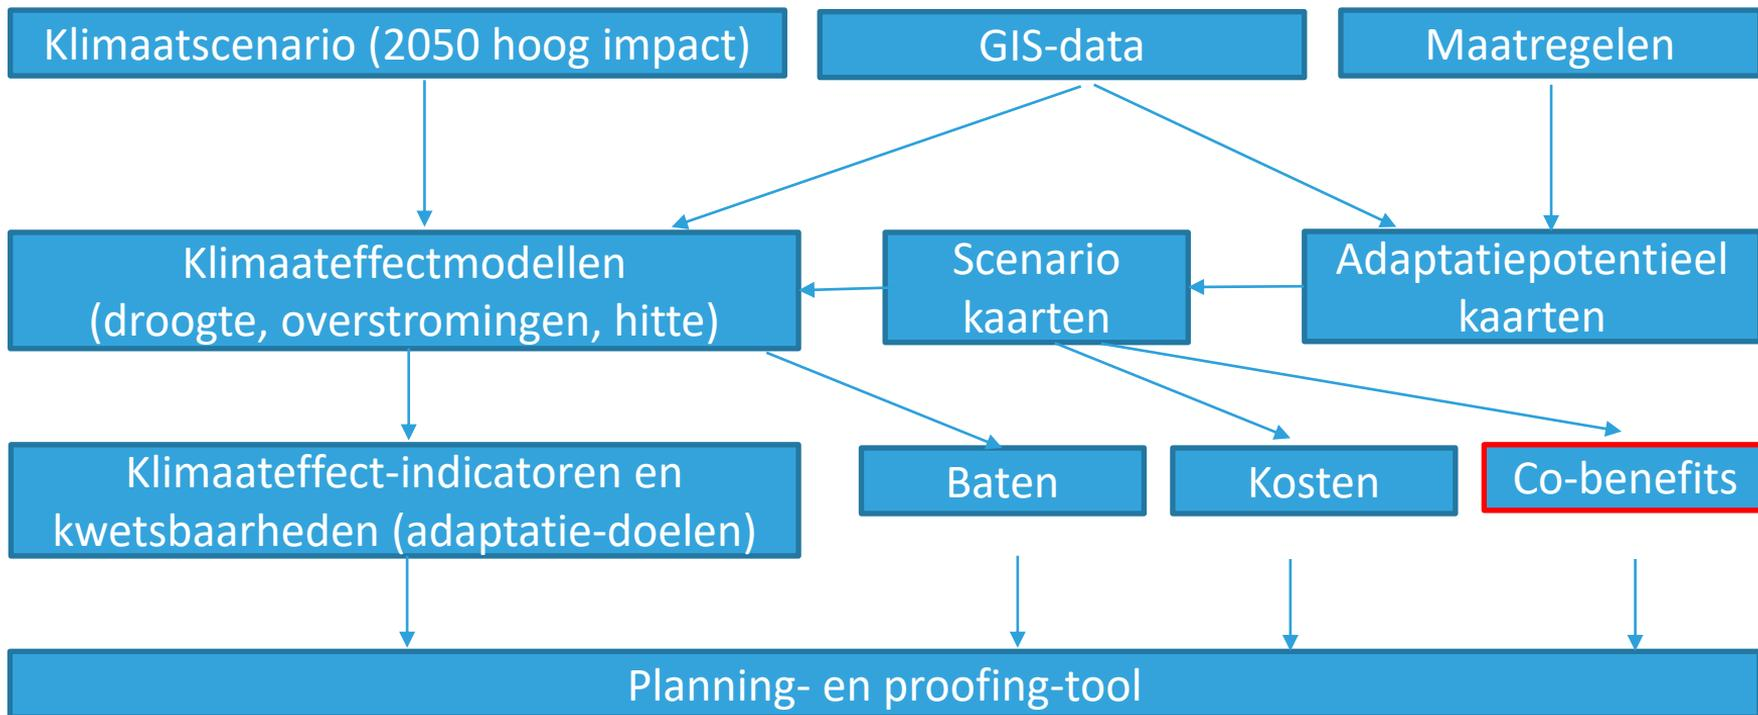 Klimaatscenario (2050 hoog impact)
GIS-data
Maatregelen
Klimaateffectmodellen
(droogte, overstromingen, hitte)
Scenario
kaarten
Adaptatiepotentieel
kaarten
Klimaateffect-indicatoren en
kwetsbaarheden (adaptatie-doelen)
Baten
Kosten
Co-benefits
Planning- en proofing-tool